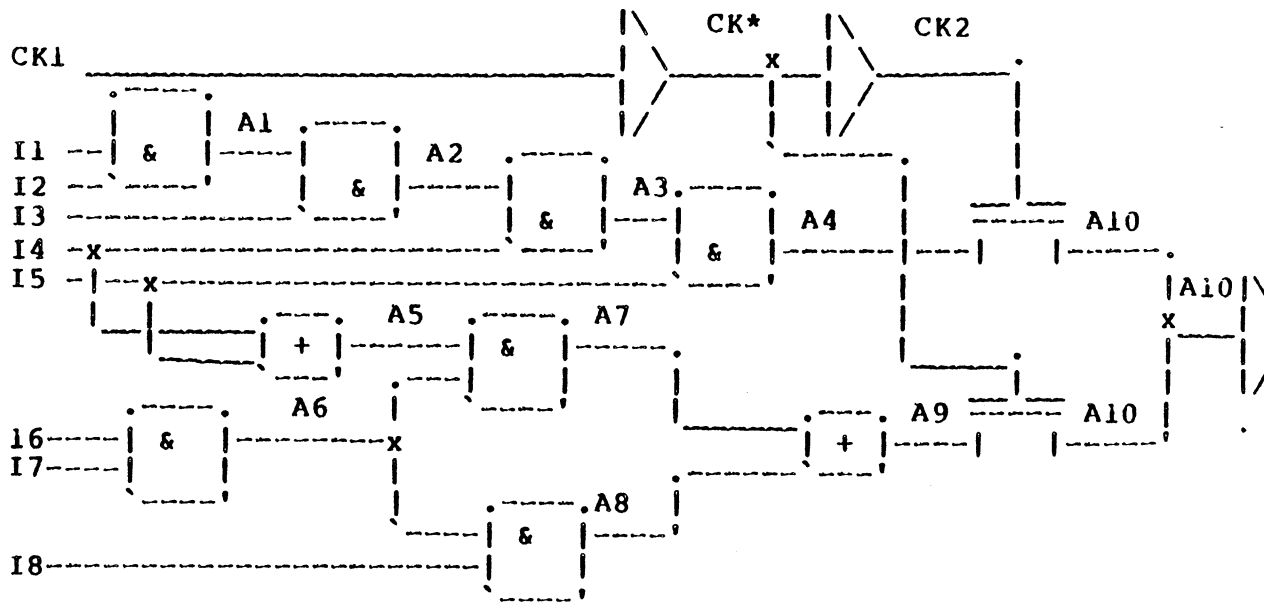 CK* CK2
CK1
A1
I1 & A2
I2 & A3
I3 & A4 A10
I4 x &
I5 x A10
A5 A7 x
+ &
A6 A9 A10
I6 & x +
I7
A8
&
I8